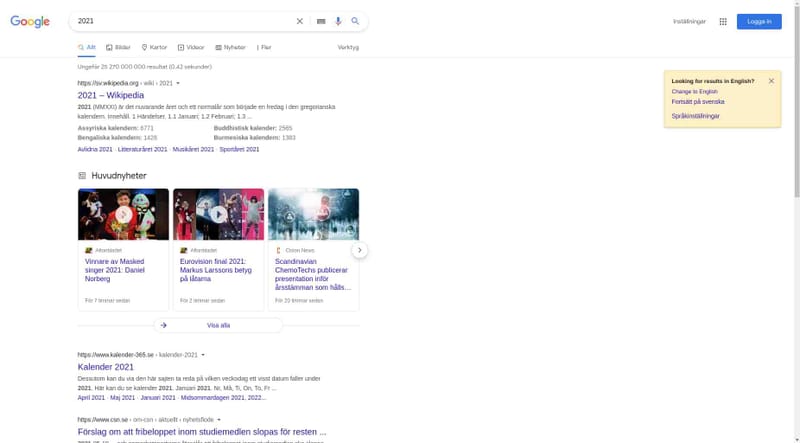 Google
2021
Inställningar
Logga in
Allt
Bilder
Kartor
Videor
Nyheter
Fler
Verktyg
Ungefär 25 270 000 000 resultat (0,42 sekunder)
Looking for results in English?
Change to English
Fortsätt på svenska
Språkinställningar
https://sv.wikipedia.org › wiki › 2021
2021 – Wikipedia
2021 (MMXXI) är det nuvarande året och ett normalår som började en fredag i den gregorianska
kalendern. Innehåll. 1 Händelser. 1.1 Januari; 1.2 Februari; 1.3 ...
Assyriska kalendern: 6771
Buddhistisk kalender: 2565
Bengaliska kalendern: 1428
Burmesiska kalendern: 1383
Avlidna 2021 · Litteraturåret 2021 · Musikåret 2021 · Sportåret 2021
Huvudnyheter
Aftonbladet
Vinnare av Masked
singer 2021: Daniel
Norberg
För 7 timmar sedan
Aftonbladet
Eurovision final 2021:
Markus Larssons betyg
på låtarna
För 2 timmar sedan
Cision News
Scandinavian
ChemoTechs publicerar
presentation inför
årsstämman som hålls...
För 20 timmar sedan
Visa alla
https://www.kalender-365.se › kalender-2021
Kalender 2021
Dessutom kan du via den här sajten ta reda på vilken veckodag ett visst datum faller under
2021. Här kan du se kalender 2021. Januari 2021. Nr, Må, Ti, On, To, Fr ...
April 2021 · Maj 2021 · Januari 2021 · Midsommardagen 2021, 2022...
https://www.csn.se › om-csn › aktuellt › nyhetsflode
Förslag om att fribeloppet inom studiemedlen slopas för resten ...